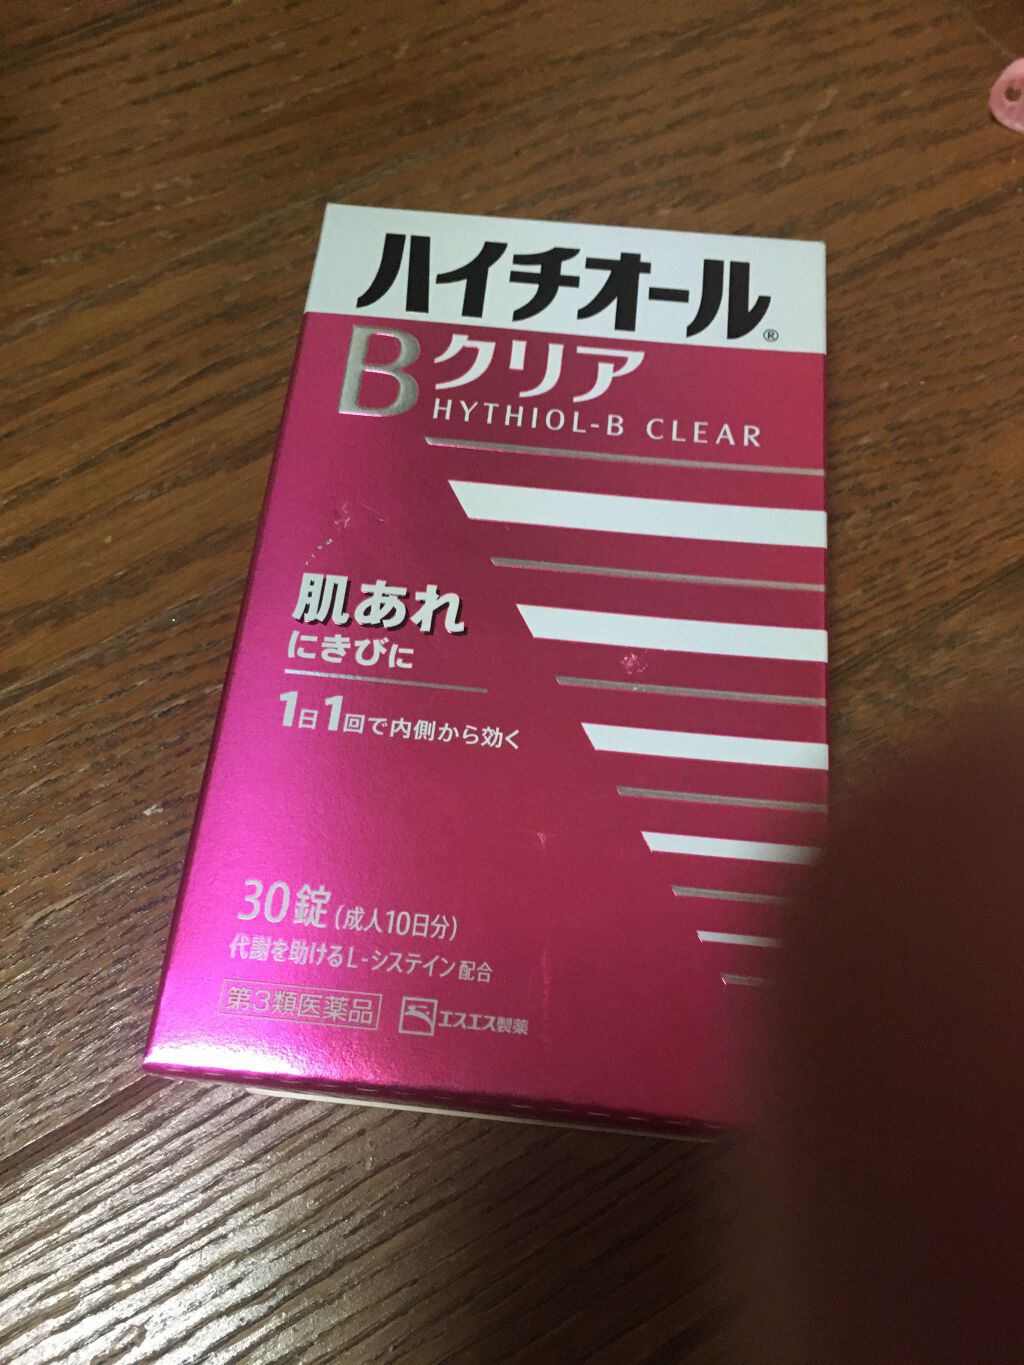 ハイチオール®
Bクリア
HYTHIOL-B CLEAR
肌あれ
にきびに
1日1回で内側から効く
30錠(成人10日分)
代謝を助けるL-システイン配合
第3類医薬品 エスエス製薬